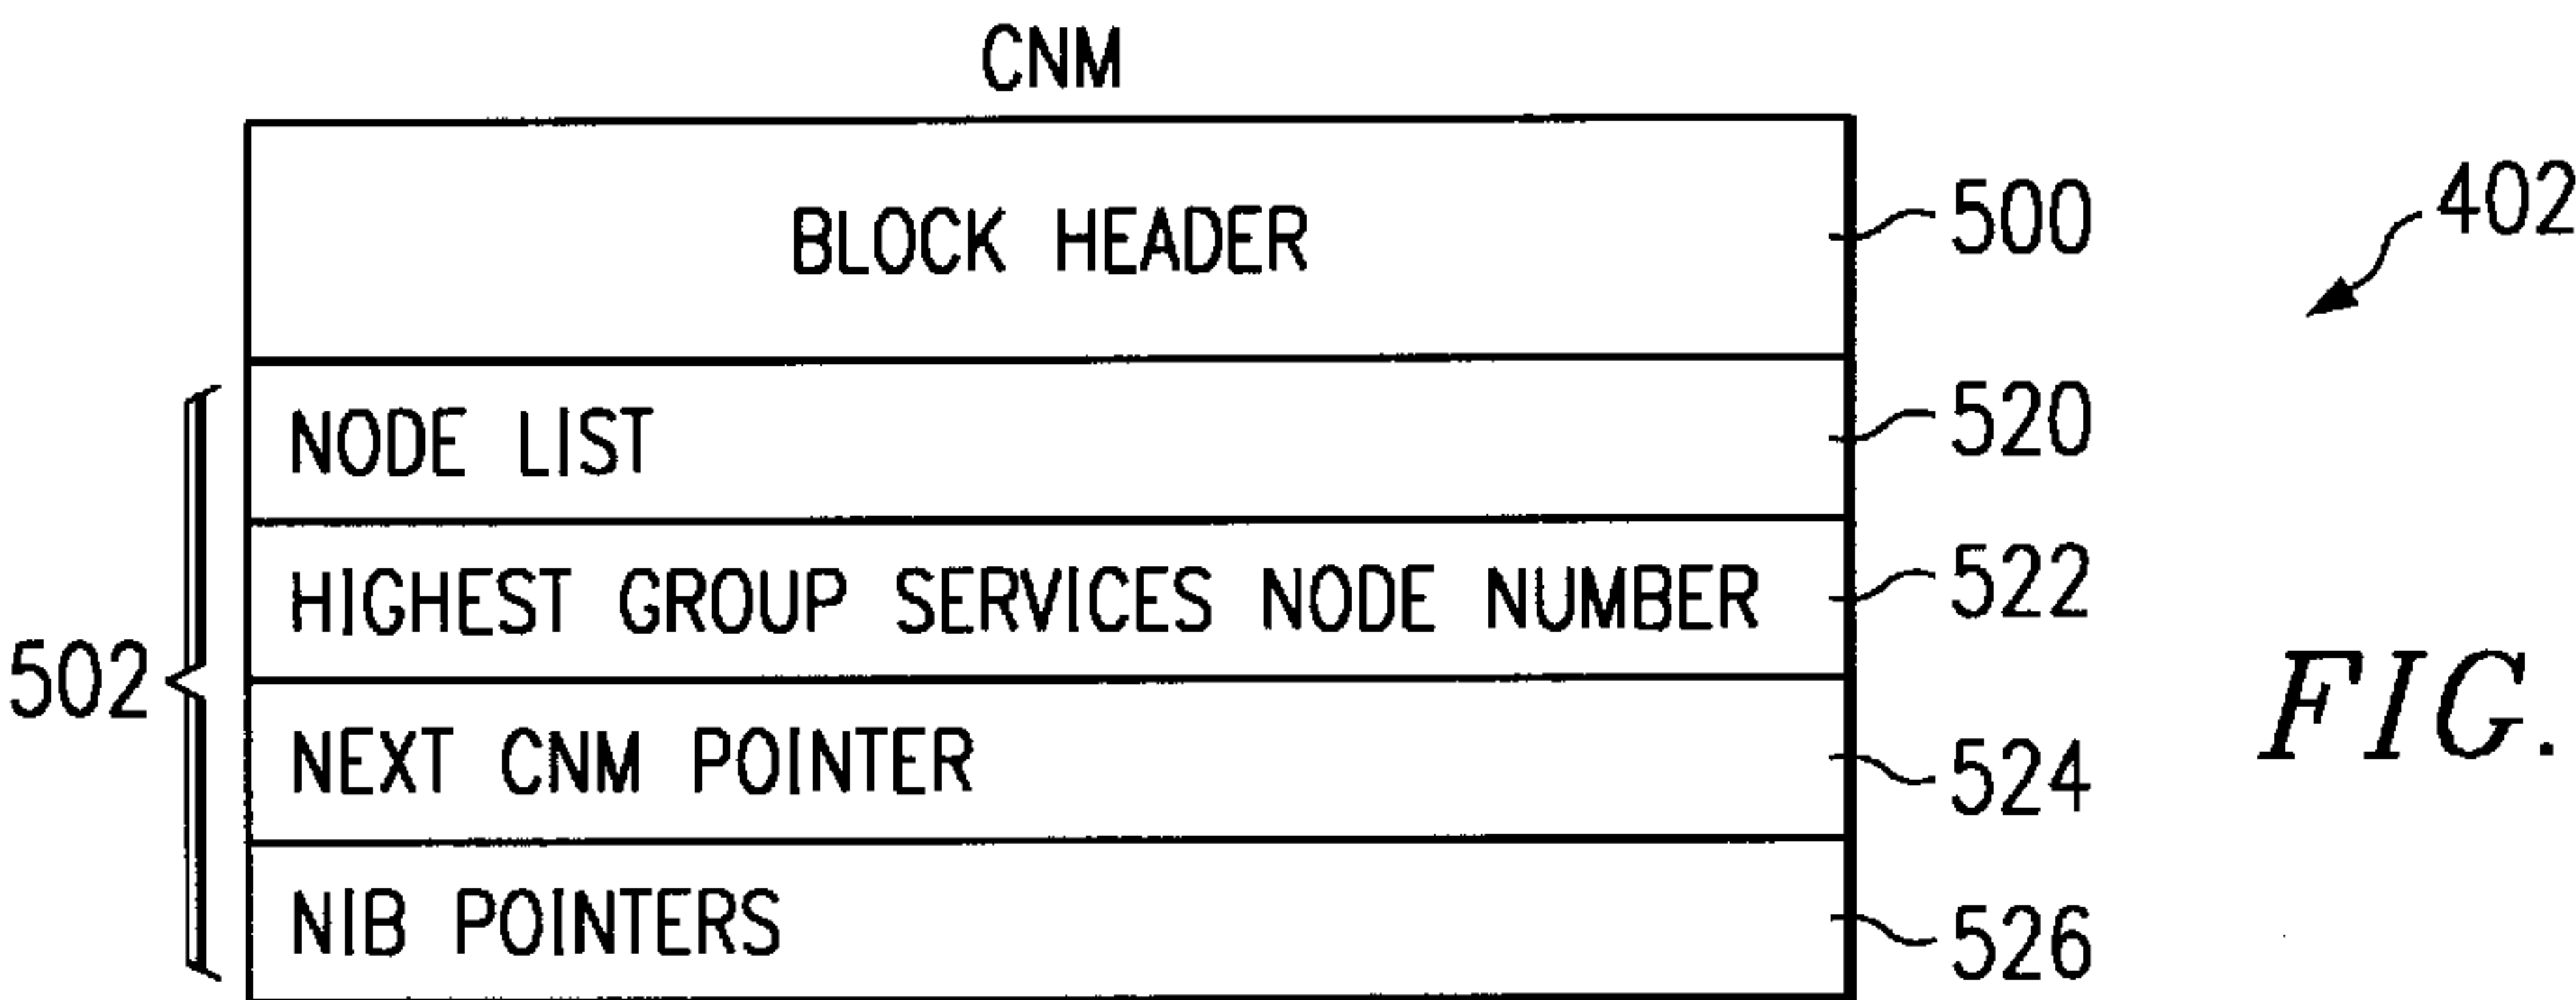 CNM
BLOCK HEADER 500
402
NODE LIST 520
HIGHEST GROUP SERVICES NODE NUMBER 522
502
NEXT CNM POINTER 524
NIB POINTERS 526
FIG.